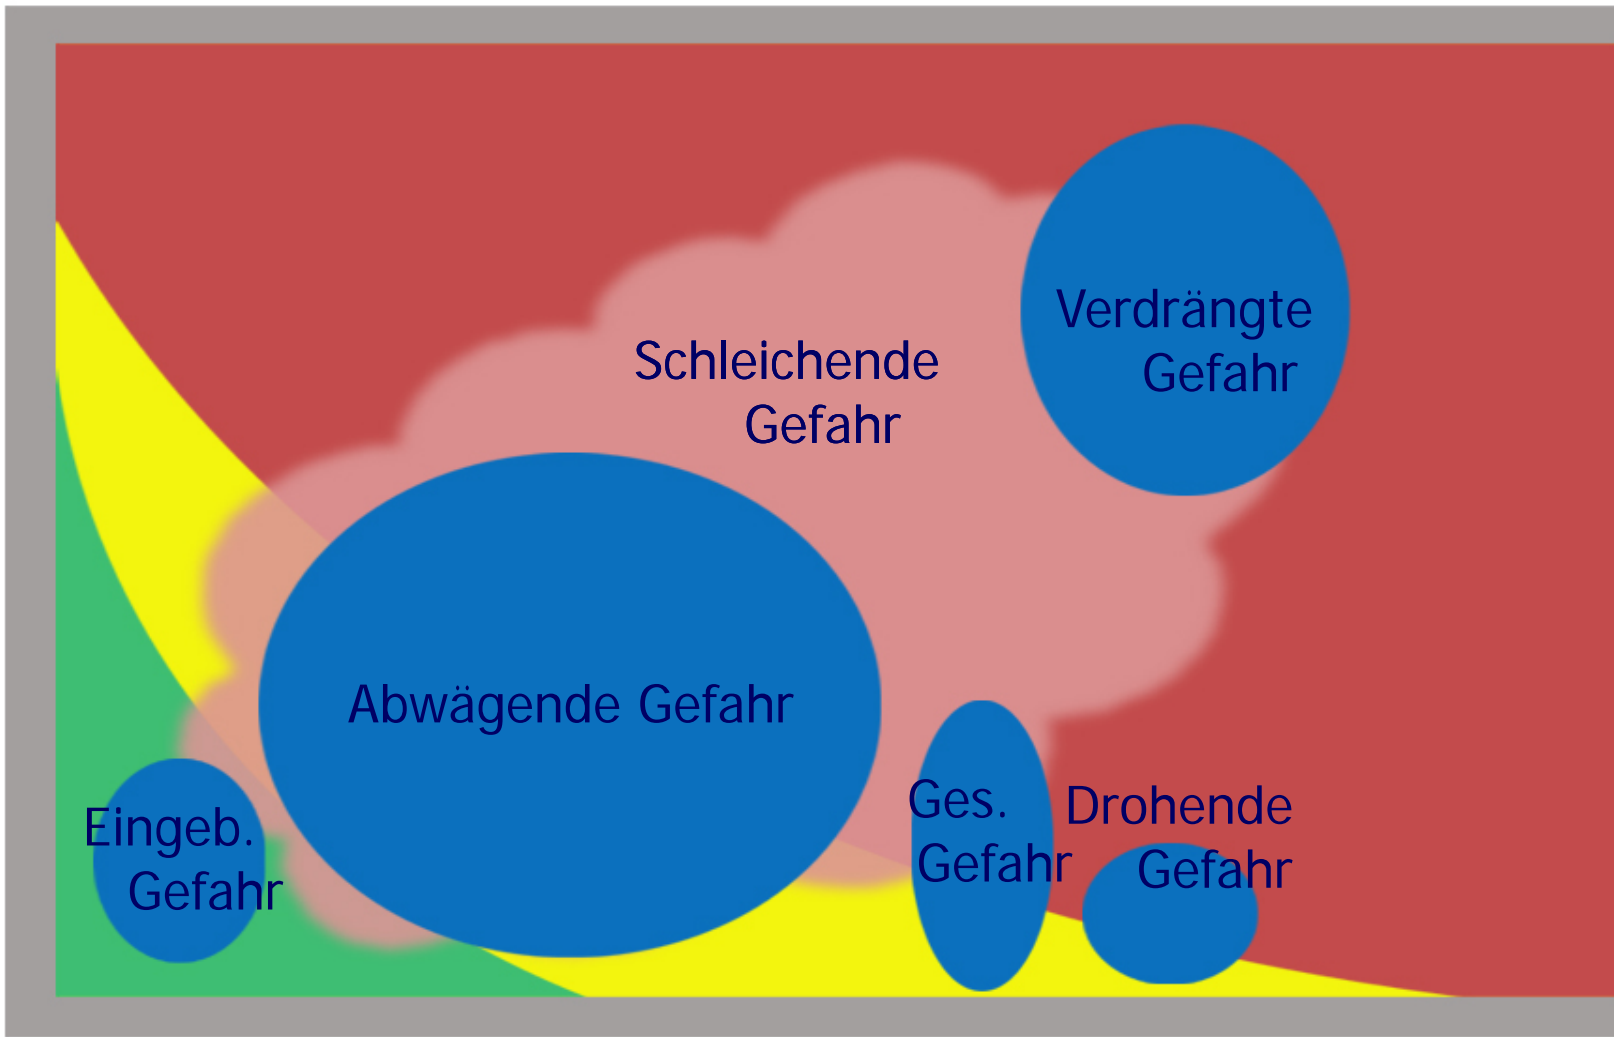 Verdrängte
Gefahr
Schleichende
Gefahr
Abwägende Gefahr
Eingeb.
Gefahr
Ges.
Gefahr
Drohende
Gefahr